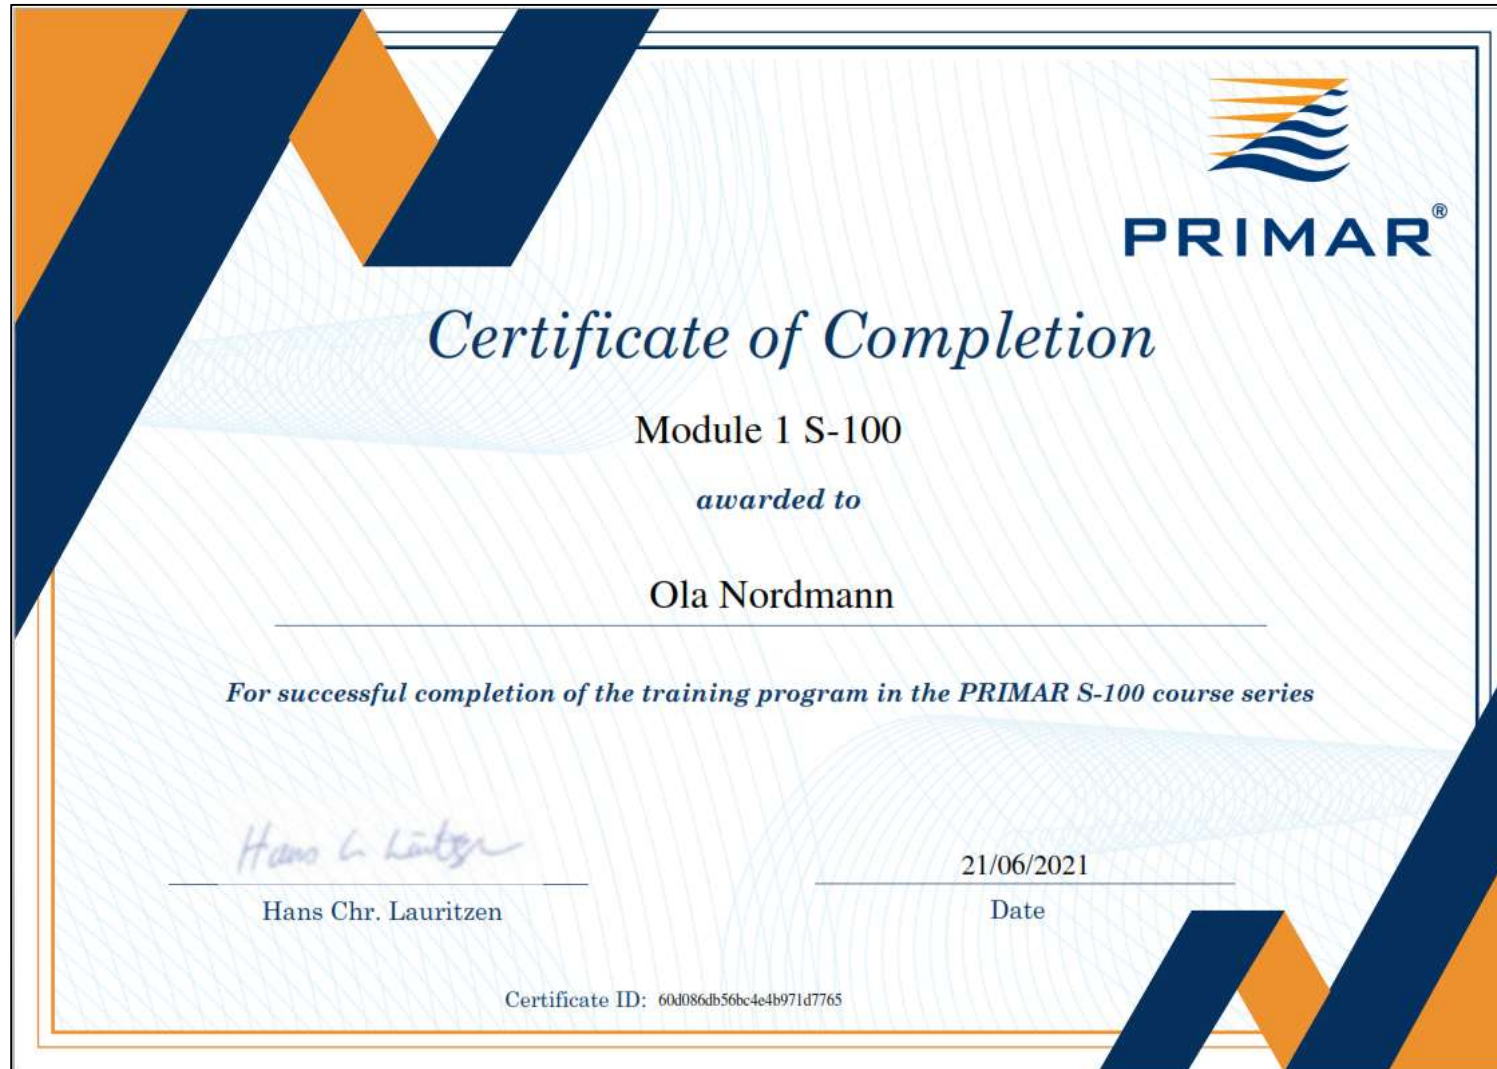 PRIMAR®
Certificate of Completion
Module 1 S-100
awarded to
Ola Nordmann
For successful completion of the training program in the PRIMAR S-100 course series
21/06/2021
Hans Chr. Lauritzen
Date
Certificate ID: 60d086db56bc4e4b971d7765